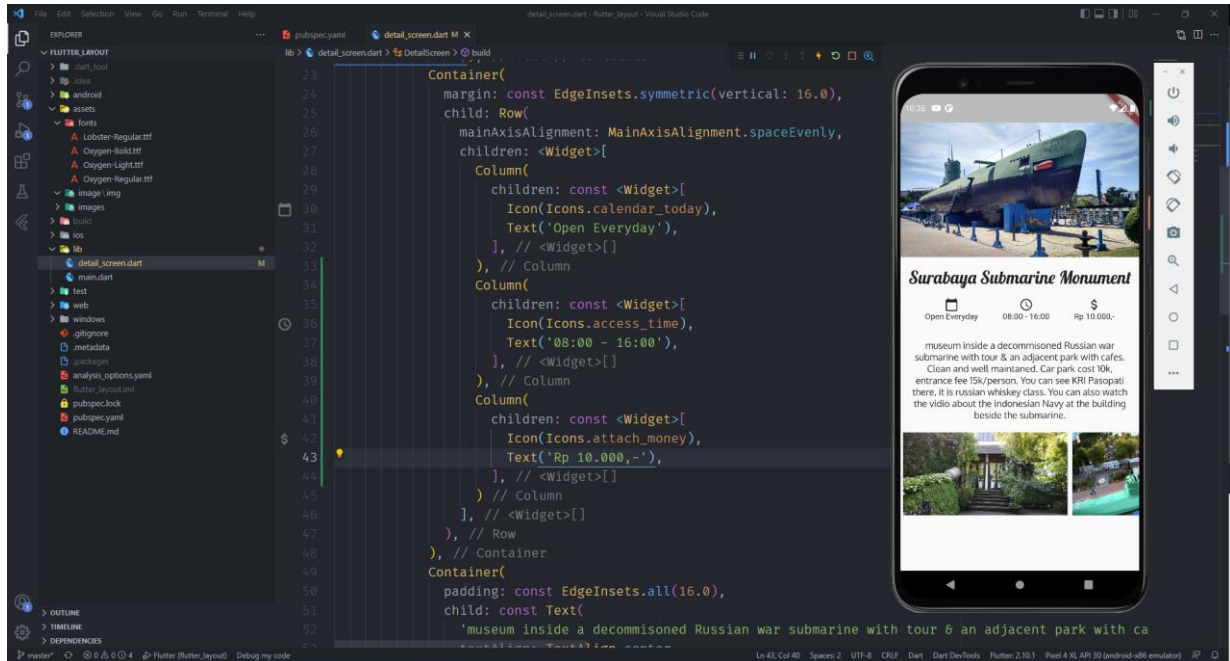 File Edit Selection View Go Run Terminal Help
detail_screen.dart - flutter_layout - Visual Studio Code
EXPLORER
FLUTTER_LAYOUT
.dart_tool
.idea
android
assets
fonts
Lobster-Regular.ttf
Oxygen-Bold.ttf
Oxygen-Light.ttf
Oxygen-Regular.ttf
image \ img
images
build
ios
lib
detail_screen.dart M
main.dart
test
web
windows
.gitignore
.metadata
.packages
analysis_options.yaml
flutter_layout.iml
pubspec.lock
pubspec.yaml
README.md
OUTLINE
TIMELINE
DEPENDENCIES
pubspec.yaml
detail_screen.dart M
lib > detail_screen.dart > DetailScreen > build
23 Container(
24 margin: const EdgeInsets.symmetric(vertical: 16.0),
25 child: Row(
26 mainAxisAlignment: MainAxisAlignment.spaceEvenly,
27 children: <Widget>[
28 Column(
29 children: const <Widget>[
30 Icon(Icons.calendar_today),
31 Text('Open Everyday'),
32 ], // <Widget>[]
33 ), // Column
34 Column(
35 children: const <Widget>[
36 Icon(Icons.access_time),
37 Text('08:00 - 16:00'),
38 ], // <Widget>[]
39 ), // Column
40 Column(
41 children: const <Widget>[
42 Icon(Icons.attach_money),
43 Text('Rp 10.000,-'),
44 ], // <Widget>[]
45 ) // Column
46 ], // <Widget>[]
47 ), // Row
48 ), // Container
49 Container(
50 padding: const EdgeInsets.all(16.0),
51 child: const Text(
52 'museum inside a decommisoned Russian war submarine with tour & an adjacent park with ca
textAlign: TextAlign.center
10:26
Surabaya Submarine Monument
Open Everyday 08:00 - 16:00 Rp 10.000,-
museum inside a decommisoned Russian war
submarine with tour & an adjacent park with cafes.
Clean and well maintaned. Car park cost 10k,
entrance fee 15k/person. You can see KRI Pasopati
there, it is russian whiskey class. You can also watch
the vidio about the indonesian Navy at the building
beside the submarine.
master* 0 0 4 Flutter (flutter_layout) Debug my code
Ln 43, Col 40 Spaces: 2 UTF-8 CRLF Dart Dart DevTools Flutter: 2.10.1 Pixel 4 XL API 30 (android-x86 emulator)